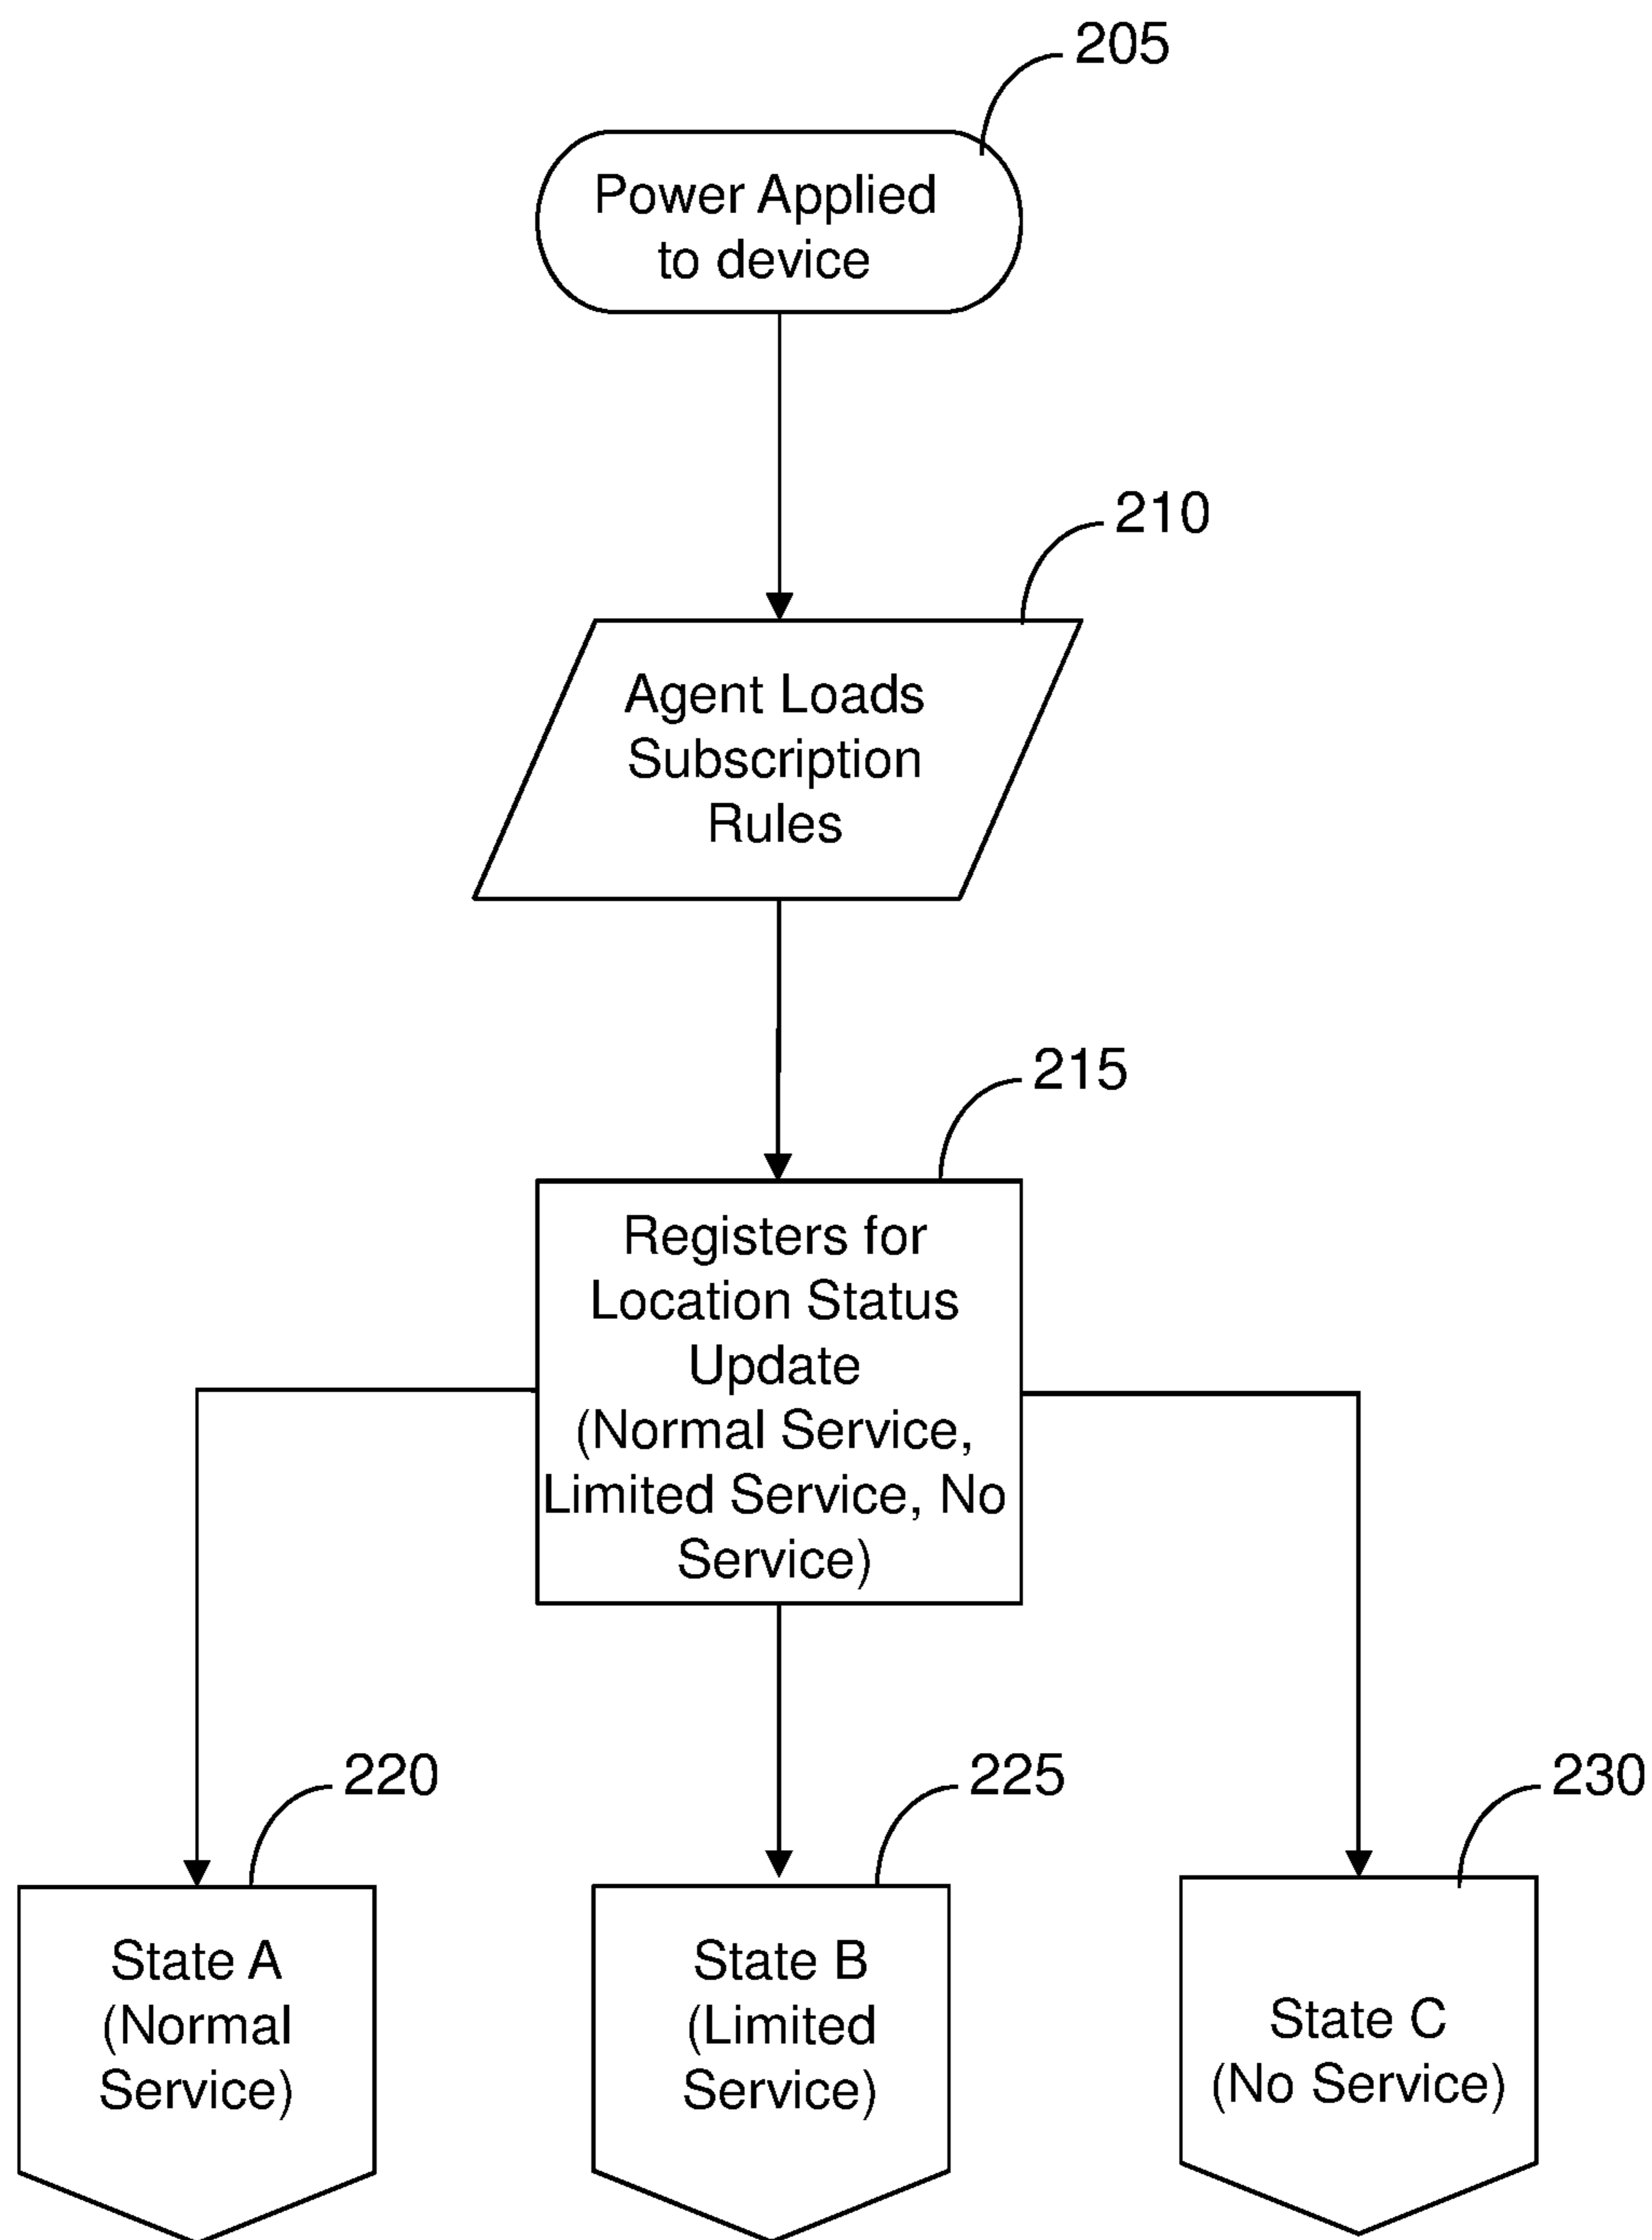 205
Power Applied
to device
210
Agent Loads
Subscription
Rules
215
Registers for
Location Status
Update
(Normal Service,
Limited Service, No
Service)
220
State A
(Normal
Service)
225
State B
(Limited
Service)
230
State C
(No Service)